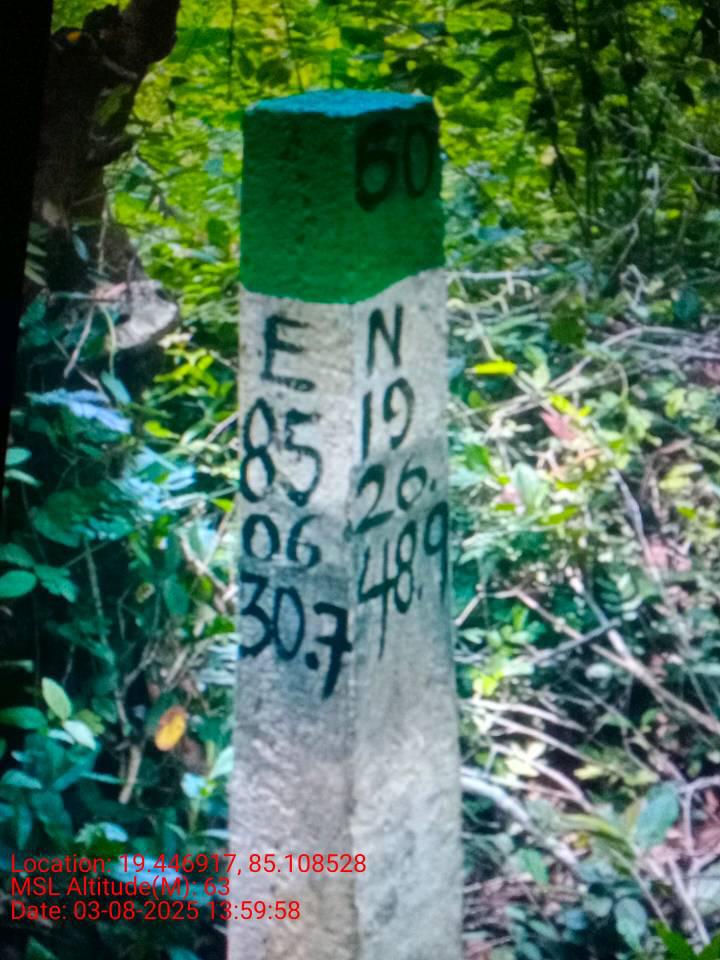 60
E
85
06
30.7
N
19
26.
48.9
Location: 19.446917, 85.108528
MSL Altitude(M): 63
Date: 03-08-2025 13:59:58